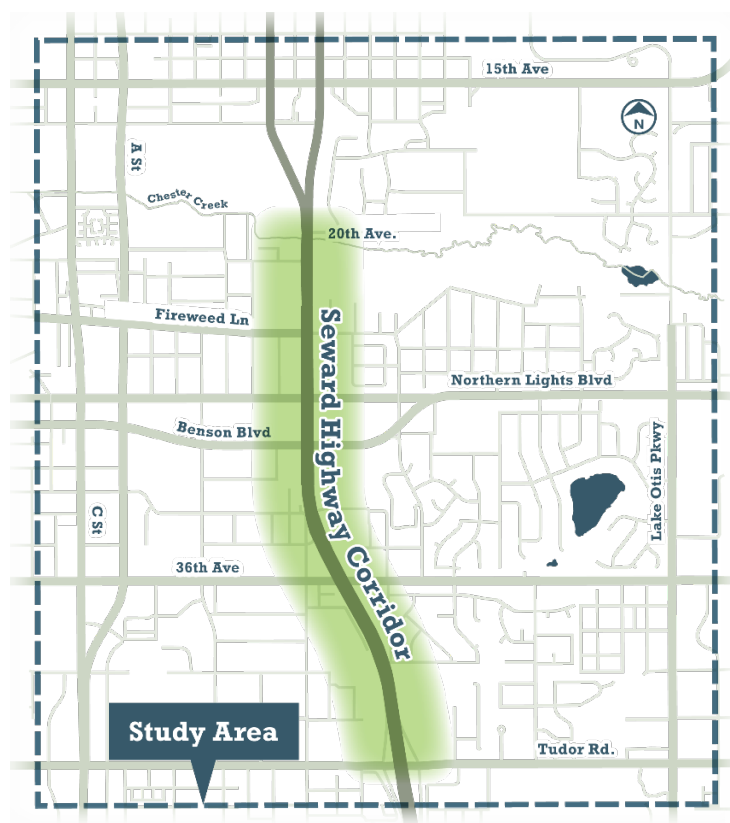 15th Ave
N
A St
Chester Creek
20th Ave.
Fireweed Ln
Seward Highway Corridor
Northern Lights Blvd
Benson Blvd
Lake Otis Pkwy
C St
36th Ave
Study Area
Tudor Rd.